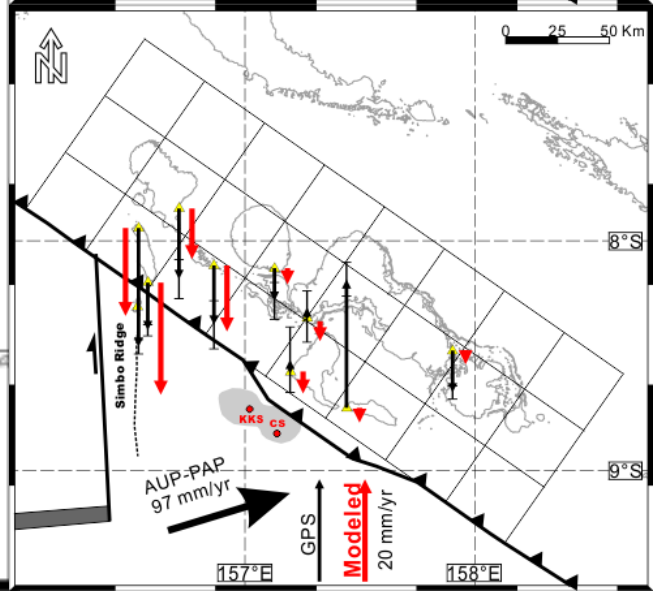 N
0 25 50 Km
8°S
Simbo Ridge
KKS
CS
9°S
AUP-PAP
97 mm/yr
GPS
Modeled
20 mm/yr
157°E
158°E